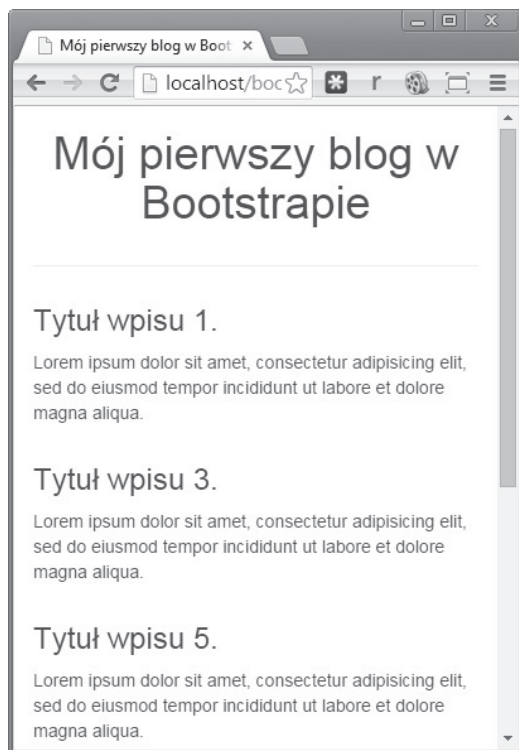 Mój pierwszy blog w Boot
localhost/boc
r
Mój pierwszy blog w
Bootstrapie
Tytuł wpisu 1.
Lorem ipsum dolor sit amet, consectetur adipisicing elit,
sed do eiusmod tempor incididunt ut labore et dolore
magna aliqua.
Tytuł wpisu 3.
Lorem ipsum dolor sit amet, consectetur adipisicing elit,
sed do eiusmod tempor incididunt ut labore et dolore
magna aliqua.
Tytuł wpisu 5.
Lorem ipsum dolor sit amet, consectetur adipisicing elit,
sed do eiusmod tempor incididunt ut labore et dolore
magna aliqua.